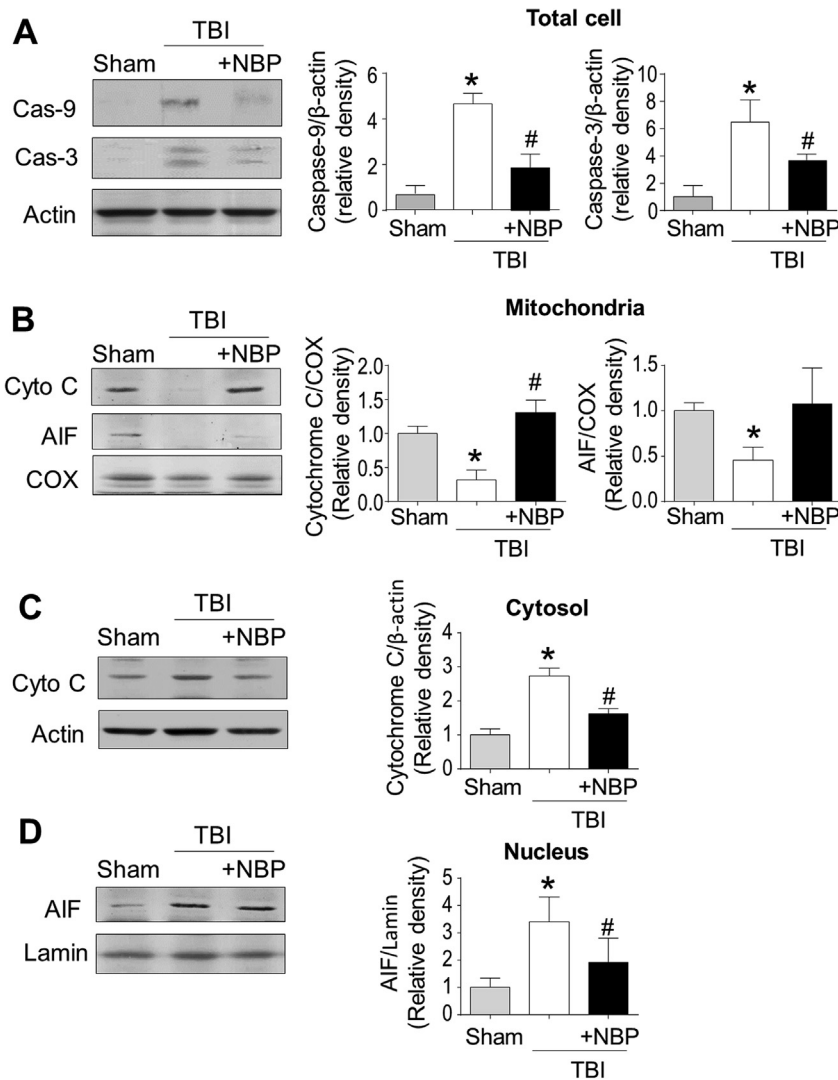 A
TBI
Sham +NBP
Cas-9
Cas-3
Actin
Total cell
Caspase-9/β-actin
(relative density)
6
4
2
0
*
#
Sham +NBP
TBI
Caspase-3/β-actin
(relative density)
10
8
6
4
2
0
*
#
Sham +NBP
TBI
B
TBI
Sham +NBP
Cyto C
AIF
COX
Mitochondria
Cytochrome C/COX
(Relative density)
2.0
1.5
1.0
0.5
0.0
*
#
Sham +NBP
TBI
AIF/COX
(Relative density)
1.5
1.0
0.5
0.0
*
Sham +NBP
TBI
C
TBI
Sham +NBP
Cyto C
Actin
Cytosol
Cytochrome C/β-actin
(Relative density)
4
3
2
1
0
*
#
Sham +NBP
TBI
D
TBI
Sham +NBP
AIF
Lamin
Nucleus
AIF/Lamin
(Relative density)
5
4
3
2
1
0
*
#
Sham +NBP
TBI